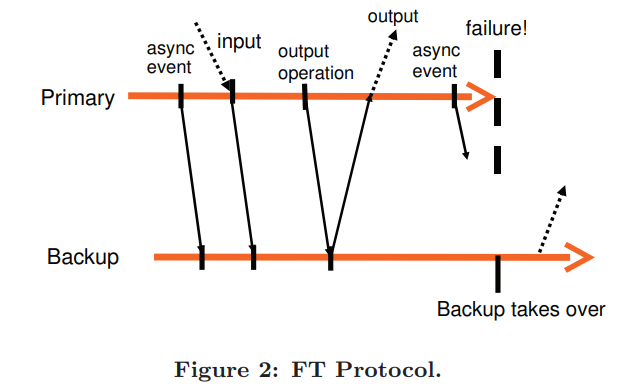 async
event
input
output
operation
output
async
event
failure!
Primary
Backup
Backup takes over
Figure 2: FT Protocol.